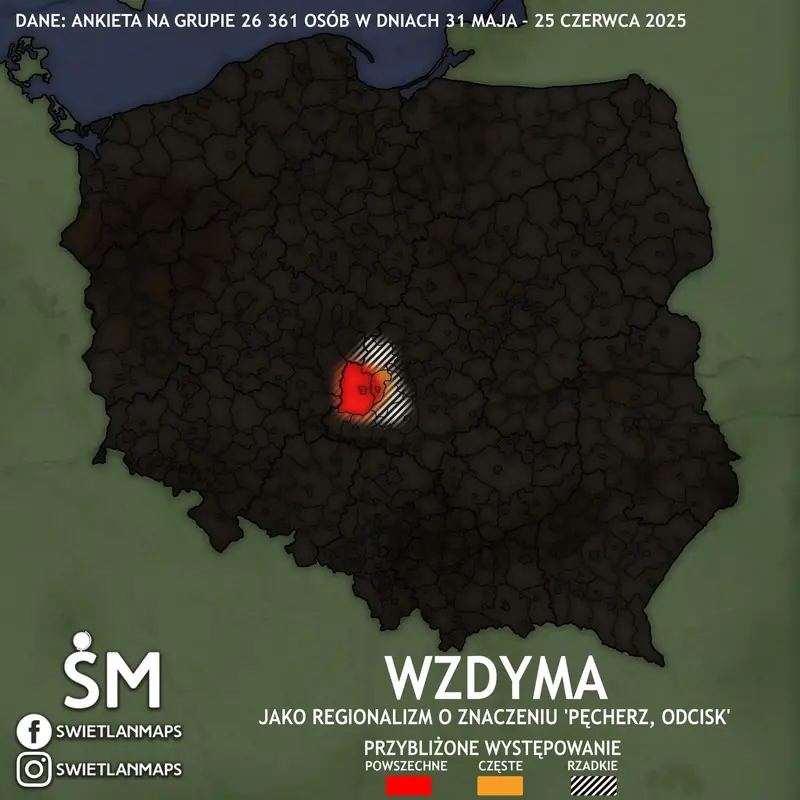 DANE: ANKIETA NA GRUPIE 26 361 OSÓB W DNIACH 31 MAJA - 25 CZERWCA 2025
ŚM
SWIETLANMAPS
SWIETLANMAPS
WZDYMA
JAKO REGIONALIZM O ZNACZENIU 'PĘCHERZ, ODCISK'
PRZYBLIŻONE WYSTĘPOWANIE
POWSZECHNE CZĘSTE RZADKIE